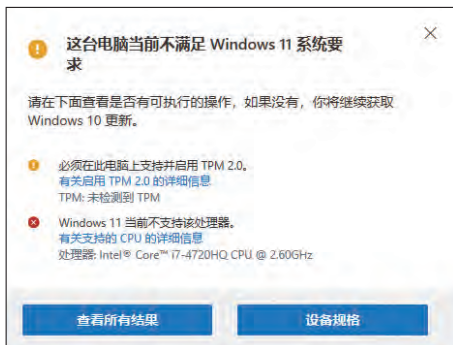 这台电脑当前不满足 Windows 11 系统要
求
请在下面查看是否有可执行的操作，如果没有，你将继续获取
Windows 10 更新。
必须在此电脑上支持并启用 TPM 2.0。
有关启用 TPM 2.0 的详细信息
TPM: 未检测到 TPM
Windows 11 当前不支持该处理器。
有关支持的 CPU 的详细信息
处理器: Intel® Core™ i7-4720HQ CPU @ 2.60GHz
查看所有结果
设备规格